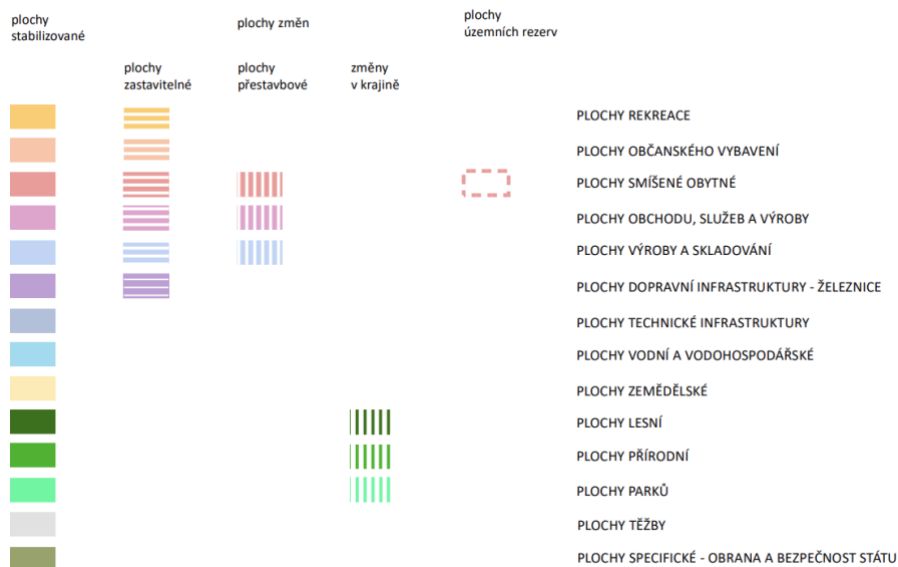 plochy
stabilizované
plochy změn
plochy
územních rezerv
plochy
zastavitelné
plochy
přestavbové
změny
v krajině
PLOCHY REKREACE
PLOCHY OBČANSKÉHO VYBAVENÍ
PLOCHY SMÍŠENÉ OBYTNÉ
PLOCHY OBCHODU, SLUŽEB A VÝROBY
PLOCHY VÝROBY A SKLADOVÁNÍ
PLOCHY DOPRAVNÍ INFRASTRUKTURY - ŽELEZNICE
PLOCHY TECHNICKÉ INFRASTRUKTURY
PLOCHY VODNÍ A VODOHOSPODÁŘSKÉ
PLOCHY ZEMĚDĚLSKÉ
PLOCHY LESNÍ
PLOCHY PŘÍRODNÍ
PLOCHY PARKŮ
PLOCHY TĚŽBY
PLOCHY SPECIFICKÉ - OBRANA A BEZPEČNOST STÁTU